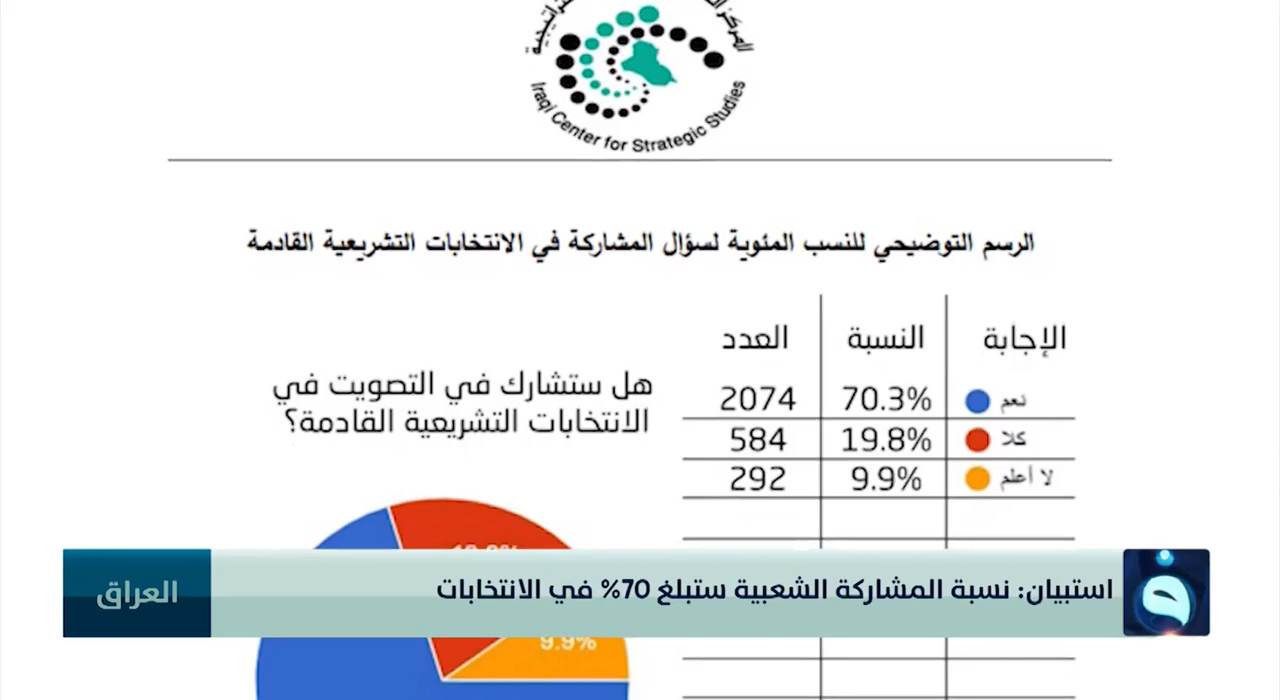 المركز
Iraqi Center for Strategic Studies
الرسم التوضيحي للنسب المئوية لسؤال المشاركة في الانتخابات التشريعية القادمة
الإجابة النسبة العدد
نعم 70.3% 2074
كلا 19.8% 584
لا أعلم 9.9% 292
هل ستشارك في التصويت في
الانتخابات التشريعية القادمة؟
استبيان: نسبة المشاركة الشعبية ستبلغ 70% في الانتخابات
العراق
9.9%